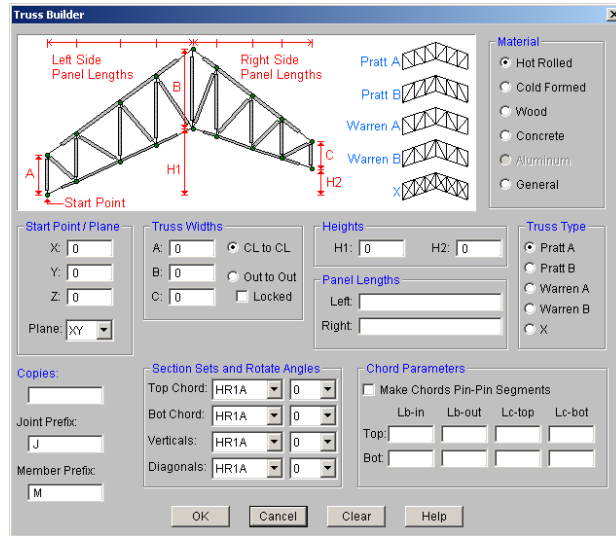 Truss Builder
Left Side
Panel Lengths
Right Side
Panel Lengths
A
B
H1
C
H2
Start Point
Pratt A
Pratt B
Warren A
Warren B
X
Material
Hot Rolled
Cold Formed
Wood
Concrete
Aluminum
General
Start Point / Plane
X: 0
Y: 0
Z: 0
Plane: XY
Truss Widths
A: 0 CL to CL
B: 0 Out to Out
C: 0 Locked
Heights
H1: 0 H2: 0
Panel Lengths
Left:
Right:
Truss Type
Pratt A
Pratt B
Warren A
Warren B
X
Copies:
Joint Prefix:
J
Member Prefix:
M
Section Sets and Rotate Angles
Top Chord: HR1A 0
Bot Chord: HR1A 0
Verticals: HR1A 0
Diagonals: HR1A 0
Chord Parameters
Make Chords Pin-Pin Segments
Lb-in Lb-out Lc-top Lc-bot
Top:
Bot:
OK Cancel Clear Help